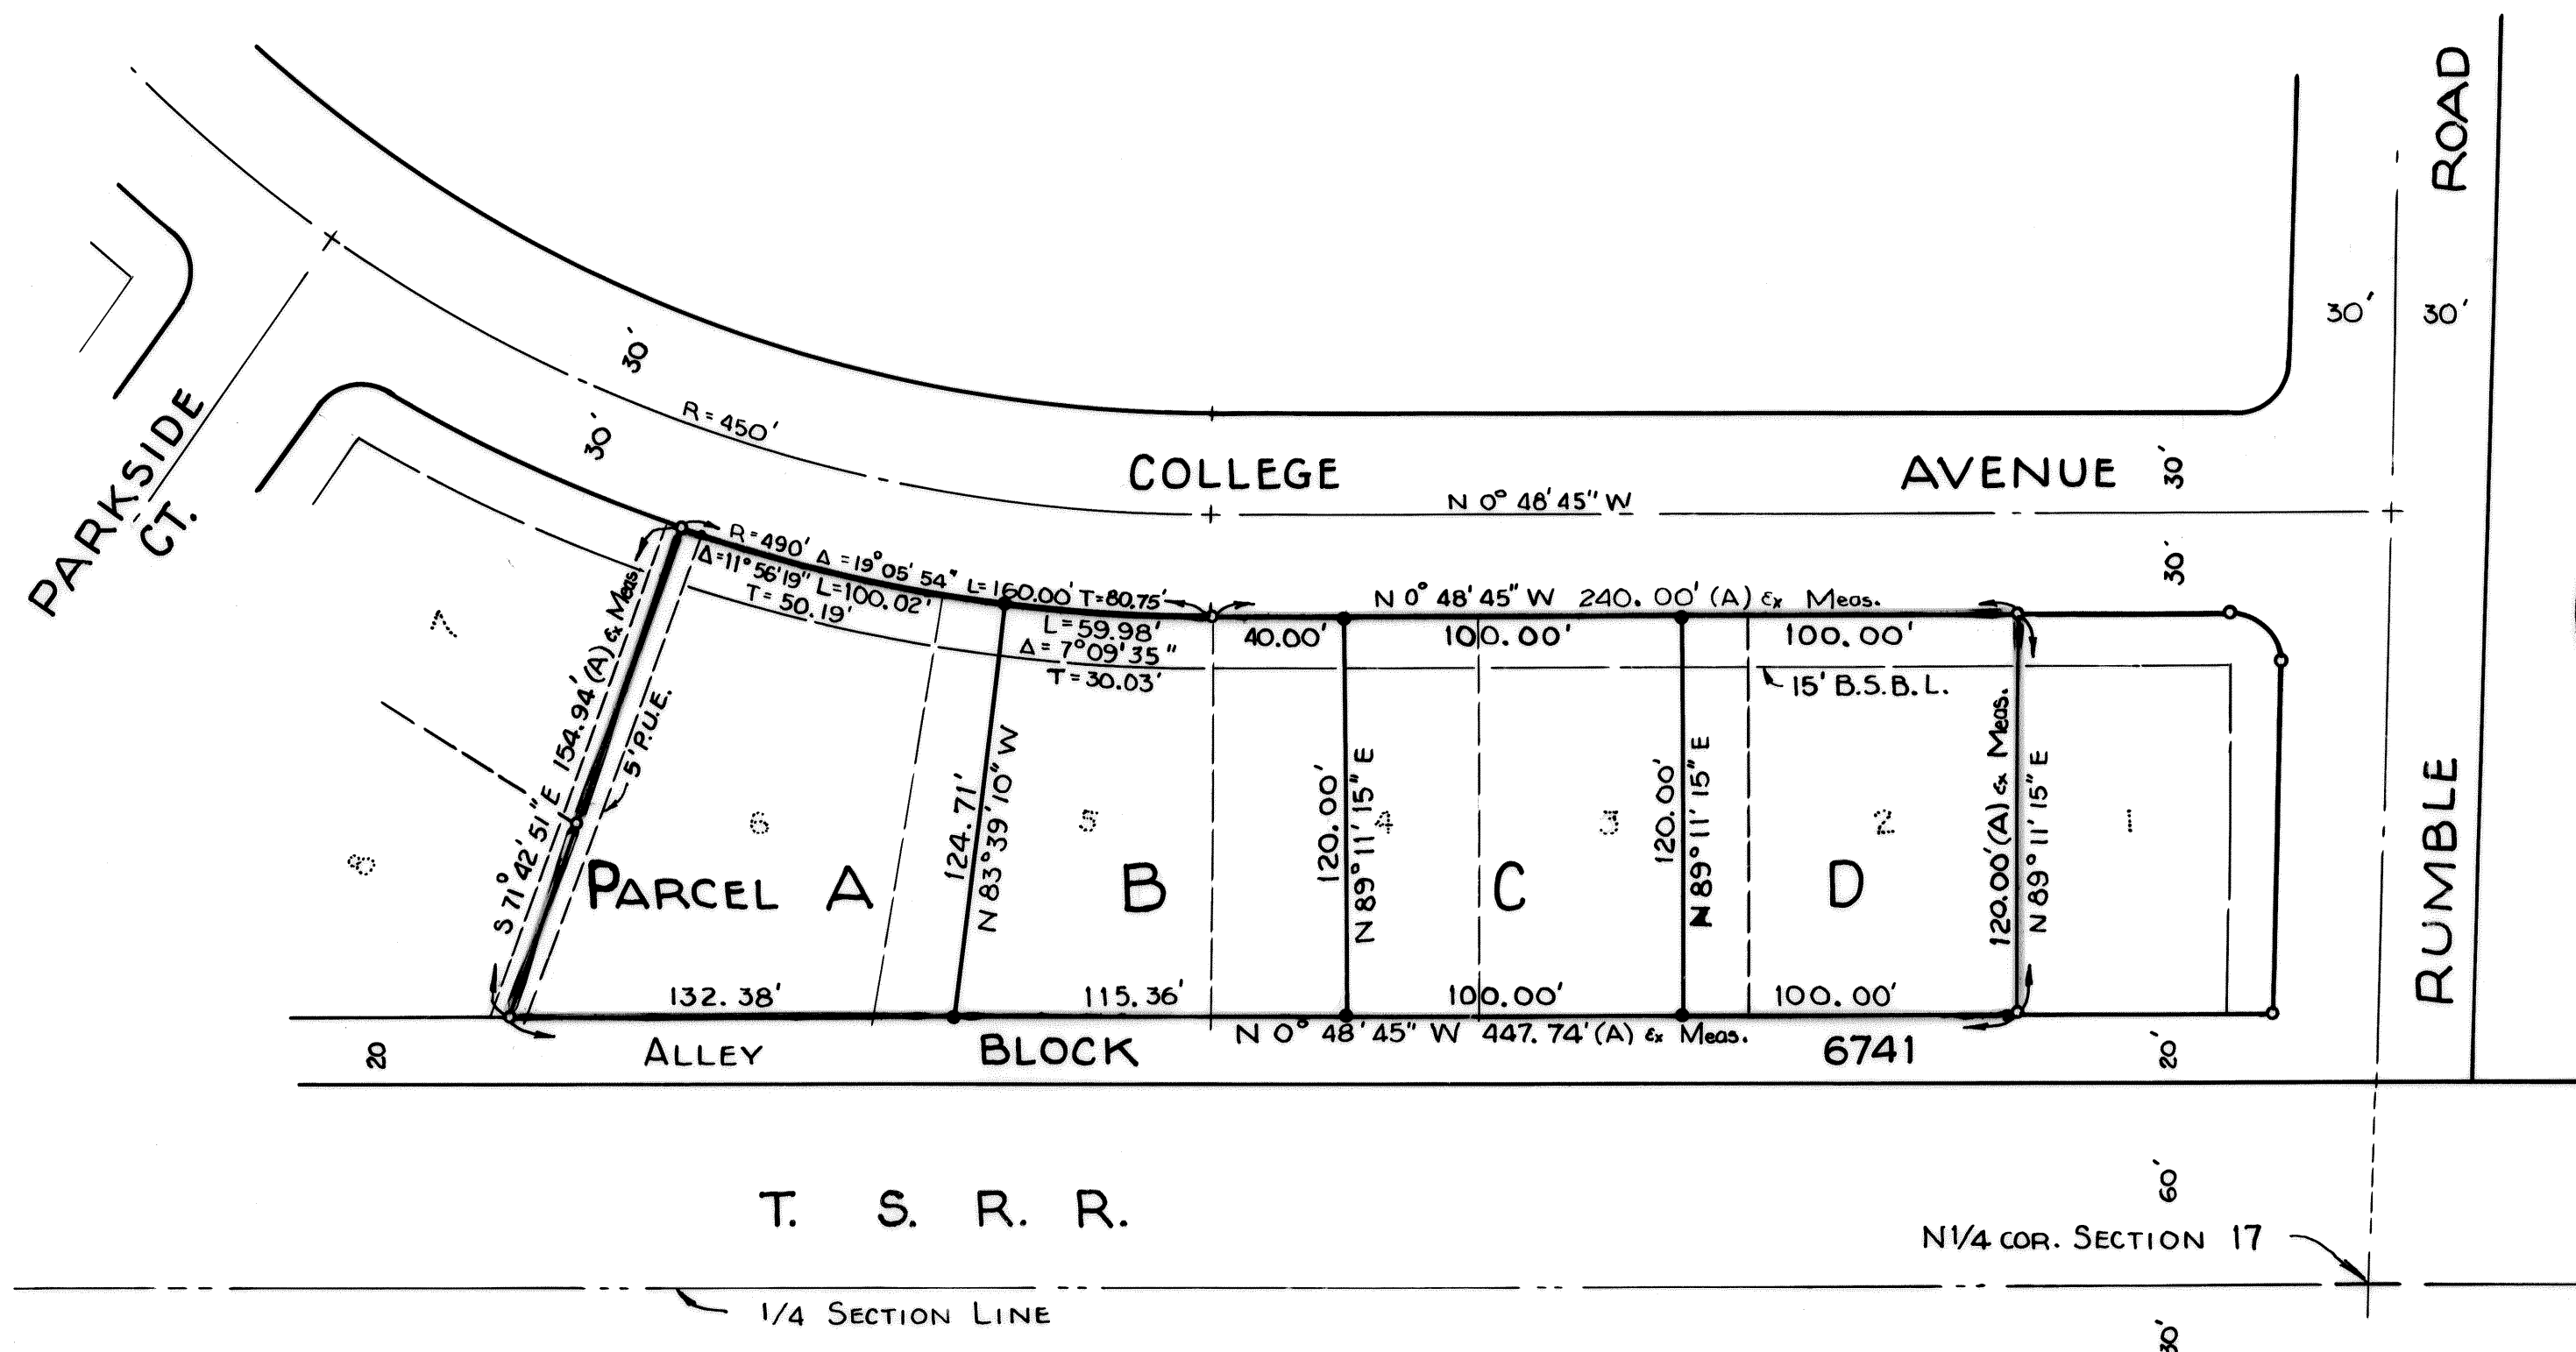 ROAD
30'
30'
30'
30'
R = 450'
PARKSIDE
CT.
COLLEGE AVENUE
30'
N 0° 48' 45" W
30'
R=490' Δ =19° 05' 54" L=160.00' T=80.75'
Δ=11° 56' 19" L=100.02'
T= 50.19'
L=59.98'
Δ= 7° 09' 35"
T=30.03'
N 0° 48' 45" W 240.00' (A) & Meas.
40.00'
100.00'
100.00'
15' B.S.B.L.
S 71° 42' 51" E 154.94' (A) & Meas.
5' P.U.E.
124.71'
N 83° 39' 10" W
120.00'
N 89° 11' 15" E
120.00'
N 89° 11' 15" E
120.00' (A) & Meas.
N 89° 11' 15" E
7
8
6
5
4
3
2
1
PARCEL A
B
C
D
RUMBLE
132.38'
115.36'
100.00'
100.00'
N 0° 48' 45" W 447.74' (A) & Meas.
20
ALLEY
BLOCK
6741
20'
60'
T. S. R. R.
N 1/4 COR. SECTION 17
1/4 SECTION LINE
30'